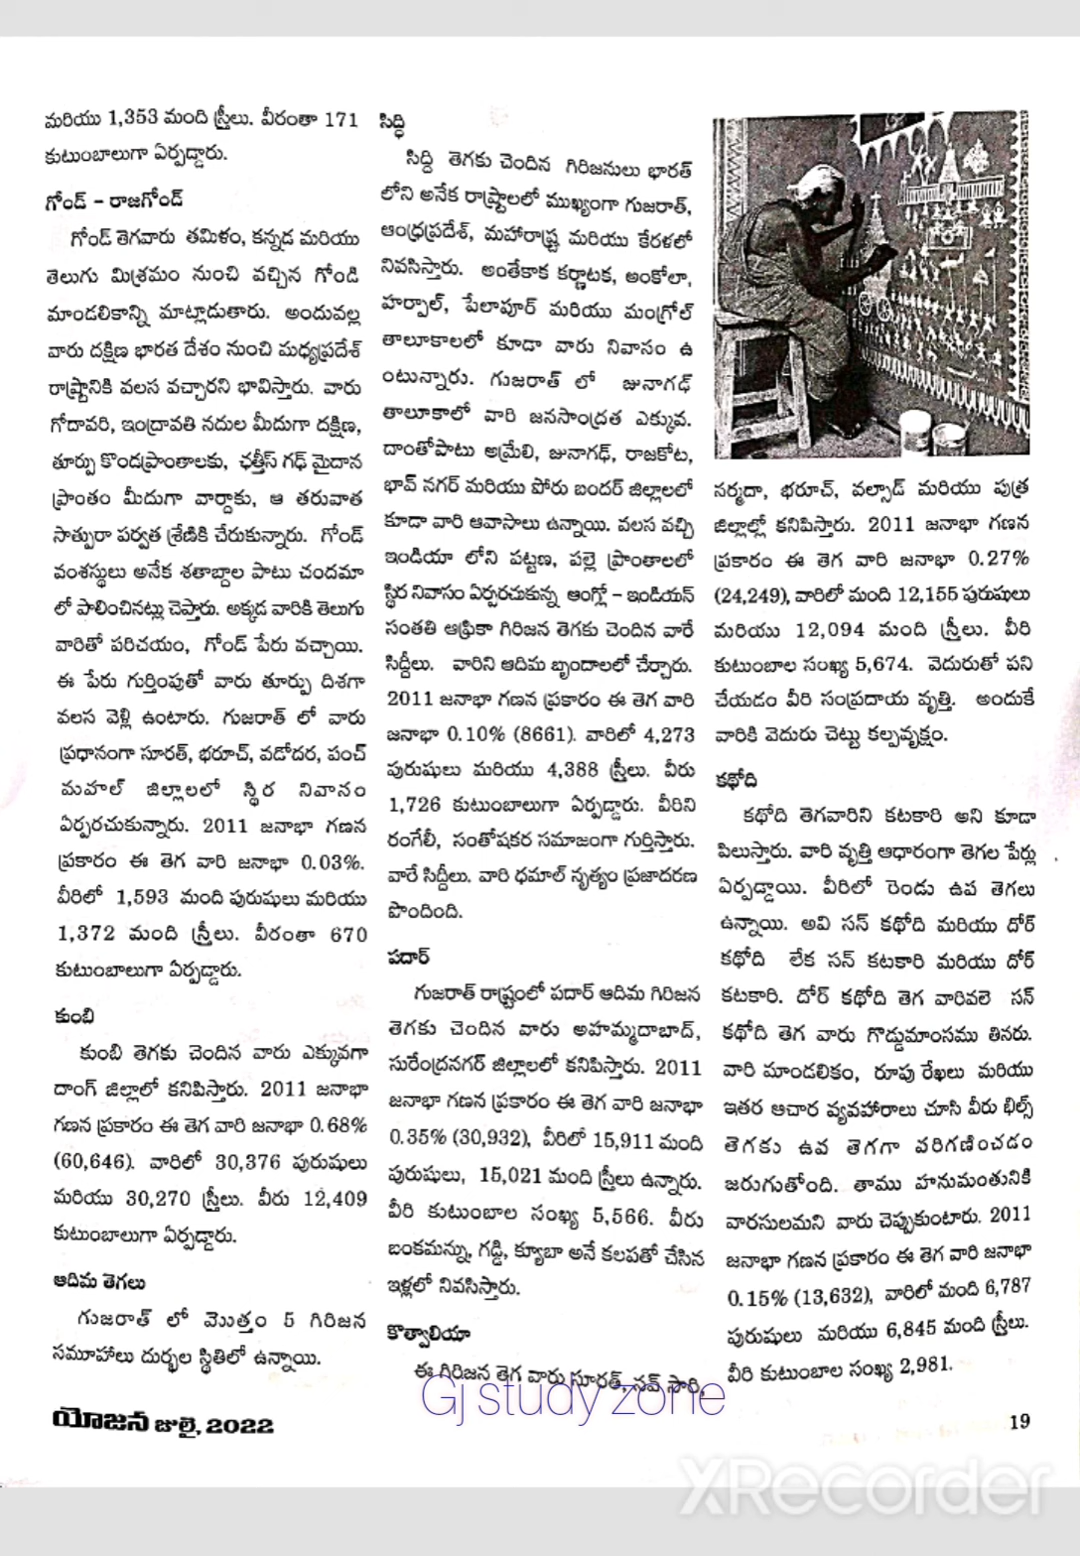 మరియు 1,353 మంది స్త్రీలు. వీరంతా 171
కుటుంబాలుగా ఏర్పడ్డారు.
గోండ్ – రాజగోండ్
గోండ్ తెగవారు తమిళం, కన్నడ మరియు
తెలుగు మిశ్రమం నుంచి వచ్చిన గోండి
మాండలికాన్ని మాట్లాడుతారు. అందువల్ల
వారు దక్షిణ భారత దేశం నుంచి మధ్యప్రదేశ్
రాష్ట్రానికి వలస వచ్చారని భావిస్తారు. వారు
గోదావరి, ఇంద్రావతి నదుల మీదుగా దక్షిణ,
తూర్పు కొండప్రాంతాలకు, ఛత్తీస్ గఢ్ మైదాన
ప్రాంతం మీదుగా వార్దాకు, ఆ తరువాత
సాత్పురా పర్వత శ్రేణికి చేరుకున్నారు. గోండ్
వంశస్థులు అనేక శతాబ్దాల పాటు చందమా
లో పాలించినట్లు చెప్తారు. అక్కడ వారికి తెలుగు
వారితో పరిచయం, గోండ్ పేరు వచ్చాయి.
ఈ పేరు గుర్తింపుతో వారు తూర్పు దిశగా
వలస వెళ్లి ఉంటారు. గుజరాత్ లో వారు
ప్రధానంగా సూరత్, భరూచ్, వడోదర, పంచ్
మహల్ జిల్లాలలో స్థిర నివాసం
ఏర్పరచుకున్నారు. 2011 జనాభా గణన
ప్రకారం ఈ తెగ వారి జనాభా 0.03%.
వీరిలో 1,593 మంది పురుషులు మరియు
1,372 మంది స్త్రీలు. వీరంతా 670
కుటుంబాలుగా ఏర్పడ్డారు.
కుంబి
కుంబి తెగకు చెందిన వారు ఎక్కువగా
దాంగ్ జిల్లాలో కనిపిస్తారు. 2011 జనాభా
గణన ప్రకారం ఈ తెగ వారి జనాభా 0.68%
(60,646). వారిలో 30,376 పురుషులు
మరియు 30,270 స్త్రీలు. వీరు 12,409
కుటుంబాలుగా ఏర్పడ్డారు.
ఆదిమ తెగలు
గుజరాత్ లో మొత్తం 5 గిరిజన
సమూహాలు దుర్భల స్థితిలో ఉన్నాయి.
సిద్ధి
సిద్ది తెగకు చెందిన గిరిజనులు భారత్
లోని అనేక రాష్ట్రాలలో ముఖ్యంగా గుజరాత్,
ఆంధ్రప్రదేశ్, మహారాష్ట్ర మరియు కేరళలో
నివసిస్తారు. అంతేకాక కర్ణాటక, అంకోలా,
హర్పాల్, పేలాపూర్ మరియు మంగ్రోల్
తాలూకాలలో కూడా వారు నివాసం ఉ
ంటున్నారు. గుజరాత్ లో జునాగఢ్
తాలూకాలో వారి జనసాంద్రత ఎక్కువ.
దాంతోపాటు అమ్రేలి, జునాగఢ్, రాజకోట,
భావ్ నగర్ మరియు పోరు బందర్ జిల్లాలలో
కూడా వారి ఆవాసాలు ఉన్నాయి. వలస వచ్చి
ఇండియా లోని పట్టణ, పల్లె ప్రాంతాలలో
స్థిర నివాసం ఏర్పరచుకున్న ఆంగ్లో – ఇండియన్
సంతతి ఆఫ్రికా గిరిజన తెగకు చెందిన వారే
సిద్దీలు. వారిని ఆదిమ బృందాలలో చేర్చారు.
2011 జనాభా గణన ప్రకారం ఈ తెగ వారి
జనాభా 0.10% (8661). వారిలో 4,273
పురుషులు మరియు 4,388 స్త్రీలు. వీరు
1,726 కుటుంబాలుగా ఏర్పడ్డారు. వీరిని
రంగేలీ, సంతోషకర సమాజంగా గుర్తిస్తారు.
వారే సిద్దీలు. వారి ధమాల్ నృత్యం ప్రజాదరణ
పొందింది.
పదార్
గుజరాత్ రాష్ట్రంలో పదార్ ఆదిమ గిరిజన
తెగకు చెందిన వారు అహమ్మదాబాద్,
సురేంద్రనగర్ జిల్లాలలో కనిపిస్తారు. 2011
జనాభా గణన ప్రకారం ఈ తెగ వారి జనాభా
0.35% (30,932), వీరిలో 15,911 మంది
పురుషులు, 15,021 మంది స్త్రీలు ఉన్నారు.
వీరి కుటుంబాల సంఖ్య 5,566. వీరు
బంకమన్ను, గడ్డి, క్యూబా అనే కలపతో చేసిన
ఇళ్లలో నివసిస్తారు.
కొత్వాలియా
ఈ గిరిజన తెగ వారు సూరత్, నవ్ సారి,
సర్మదా, భరూచ్, వల్సాడ్ మరియు పుత్ర
జిల్లాల్లో కనిపిస్తారు. 2011 జనాభా గణన
ప్రకారం ఈ తెగ వారి జనాభా 0.27%
(24,249), వారిలో మంది 12,155 పురుషులు
మరియు 12,094 మంది స్త్రీలు. వీరి
కుటుంబాల సంఖ్య 5,674. వెదురుతో పని
చేయడం వీరి సంప్రదాయ వృత్తి. అందుకే
వారికి వెదురు చెట్టు కల్పవృక్షం.
కథోది
కథోది తెగవారిని కటకారి అని కూడా
పిలుస్తారు. వారి వృత్తి ఆధారంగా తెగల పేర్లు
ఏర్పడ్డాయి. వీరిలో రెండు ఉప తెగలు
ఉన్నాయి. అవి సన్ కథోది మరియు దోర్
కథోది లేక సన్ కటకారి మరియు దోర్
కటకారి. దోర్ కథోది తెగ వారివలె సన్
కథోది తెగ వారు గొడ్డుమాంసము తినరు.
వారి మాండలికం, రూపు రేఖలు మరియు
ఇతర ఆచార వ్యవహారాలు చూసి వీరు భిల్స్
తెగకు ఉప తెగగా పరిగణించడం
జరుగుతోంది. తాము హనుమంతునికి
వారసులమని వారు చెప్పుకుంటారు. 2011
జనాభా గణన ప్రకారం ఈ తెగ వారి జనాభా
0.15% (13,632), వారిలో మంది 6,787
పురుషులు మరియు 6,845 మంది స్త్రీలు.
వీరి కుటుంబాల సంఖ్య 2,981.
Gj study zone
యోజన జులై, 2022
19
XRecorder